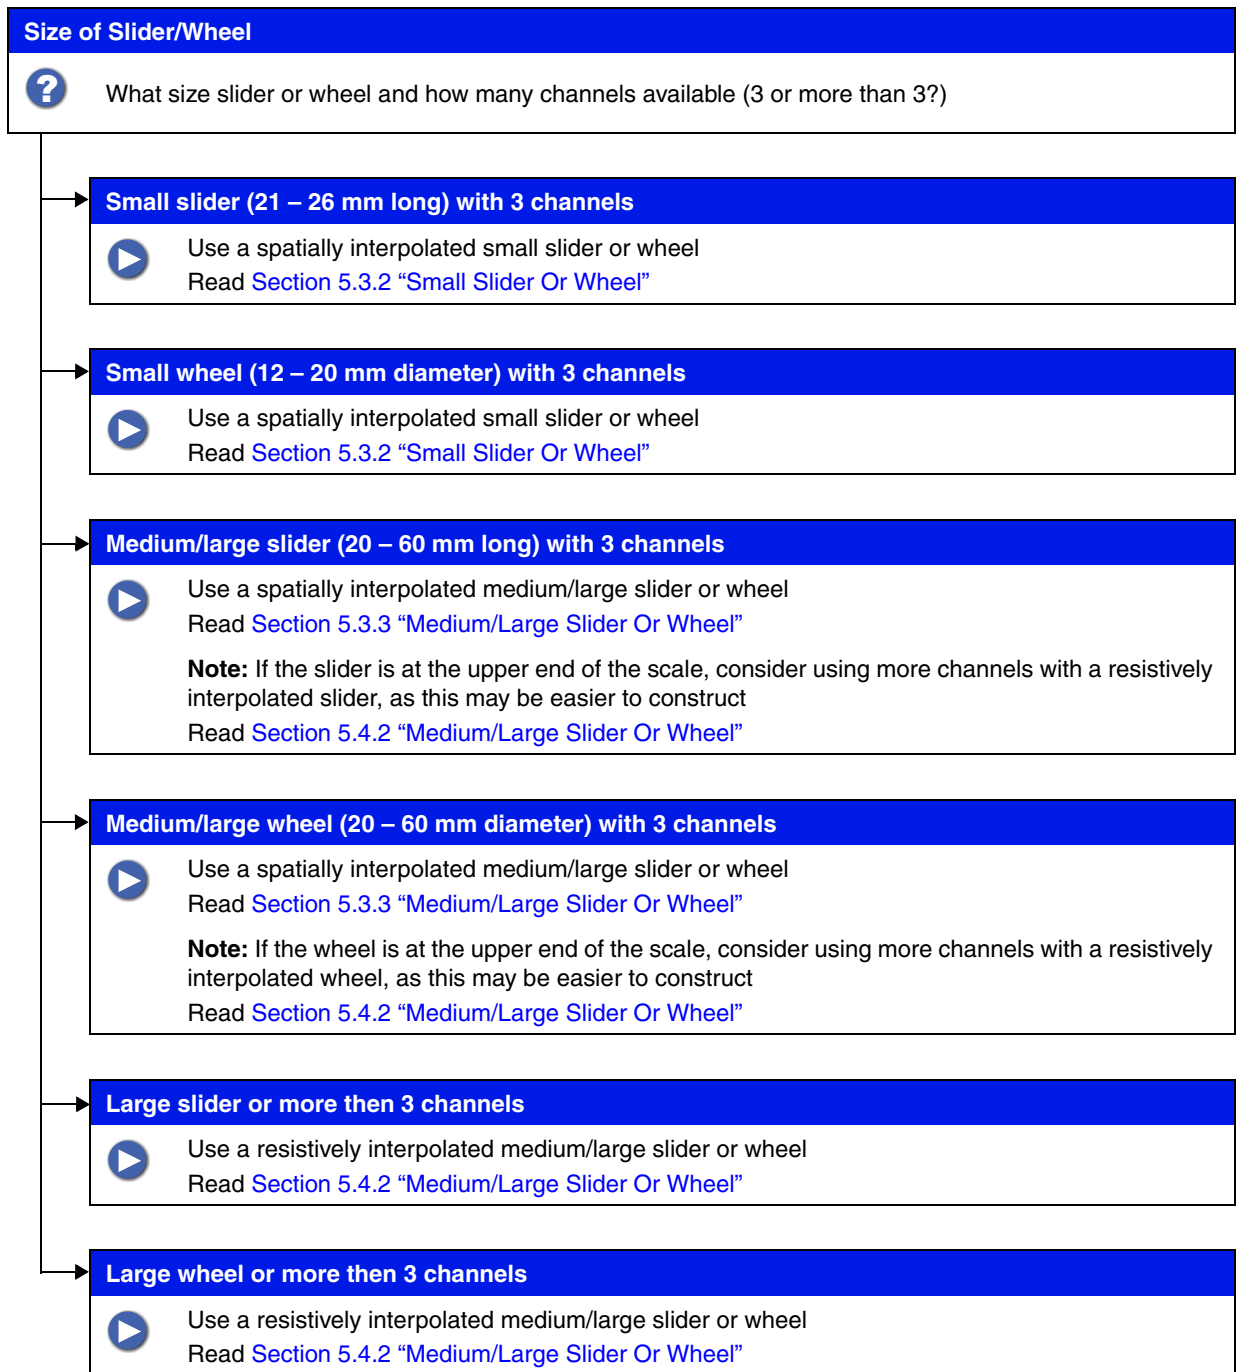 Size of Slider/Wheel
?
What size slider or wheel and how many channels available (3 or more than 3?)
Small slider (21 – 26 mm long) with 3 channels
Use a spatially interpolated small slider or wheel
Read Section 5.3.2 “Small Slider Or Wheel”
Small wheel (12 – 20 mm diameter) with 3 channels
Use a spatially interpolated small slider or wheel
Read Section 5.3.2 “Small Slider Or Wheel”
Medium/large slider (20 – 60 mm long) with 3 channels
Use a spatially interpolated medium/large slider or wheel
Read Section 5.3.3 “Medium/Large Slider Or Wheel”
Note: If the slider is at the upper end of the scale, consider using more channels with a resistively
interpolated slider, as this may be easier to construct
Read Section 5.4.2 “Medium/Large Slider Or Wheel”
Medium/large wheel (20 – 60 mm diameter) with 3 channels
Use a spatially interpolated medium/large slider or wheel
Read Section 5.3.3 “Medium/Large Slider Or Wheel”
Note: If the wheel is at the upper end of the scale, consider using more channels with a resistively
interpolated wheel, as this may be easier to construct
Read Section 5.4.2 “Medium/Large Slider Or Wheel”
Large slider or more then 3 channels
Use a resistively interpolated medium/large slider or wheel
Read Section 5.4.2 “Medium/Large Slider Or Wheel”
Large wheel or more then 3 channels
Use a resistively interpolated medium/large slider or wheel
Read Section 5.4.2 “Medium/Large Slider Or Wheel”